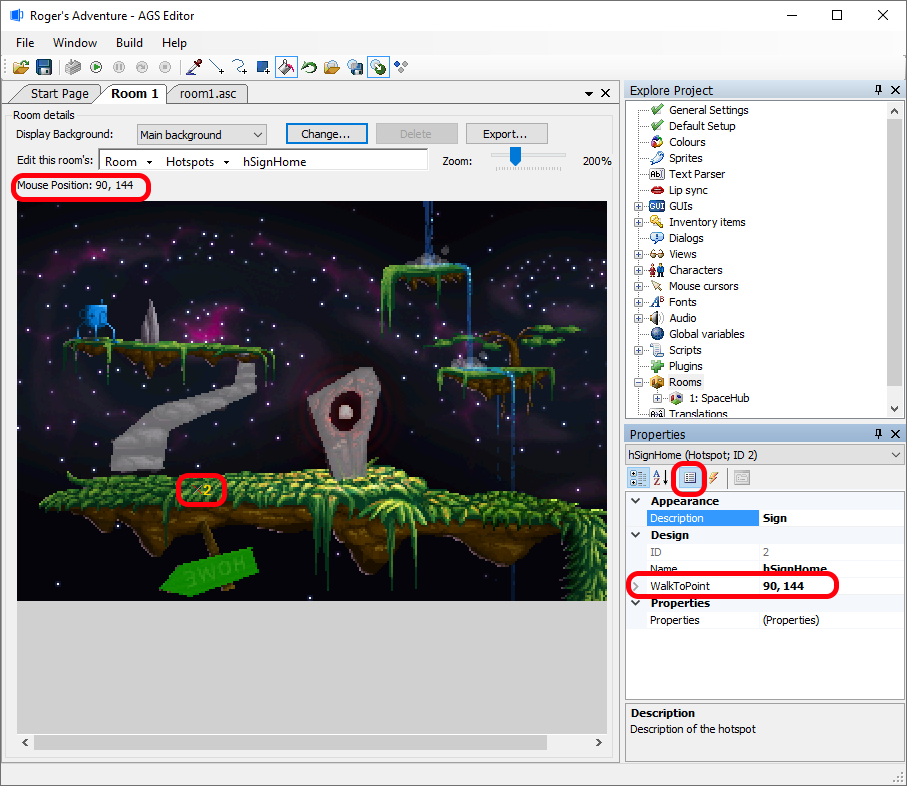 Roger's Adventure - AGS Editor
File Window Build Help
Start Page Room 1 room1.asc
Room details
Display Background: Main background Change... Delete Export...
Edit this room's: Room Hotspots hSignHome Zoom: 200%
Mouse Position: 90, 144
2
HOME
Explore Project
General Settings
Default Setup
Colours
Sprites
Text Parser
Lip sync
GUIs
Inventory items
Dialogs
Views
Characters
Mouse cursors
Fonts
Audio
Global variables
Scripts
Plugins
Rooms
1: SpaceHub
Translations
Properties
hSignHome (Hotspot; ID 2)
Appearance
Description Sign
Design
ID 2
Name hSignHome
WalkToPoint 90, 144
Properties
Properties (Properties)
Description
Description of the hotspot